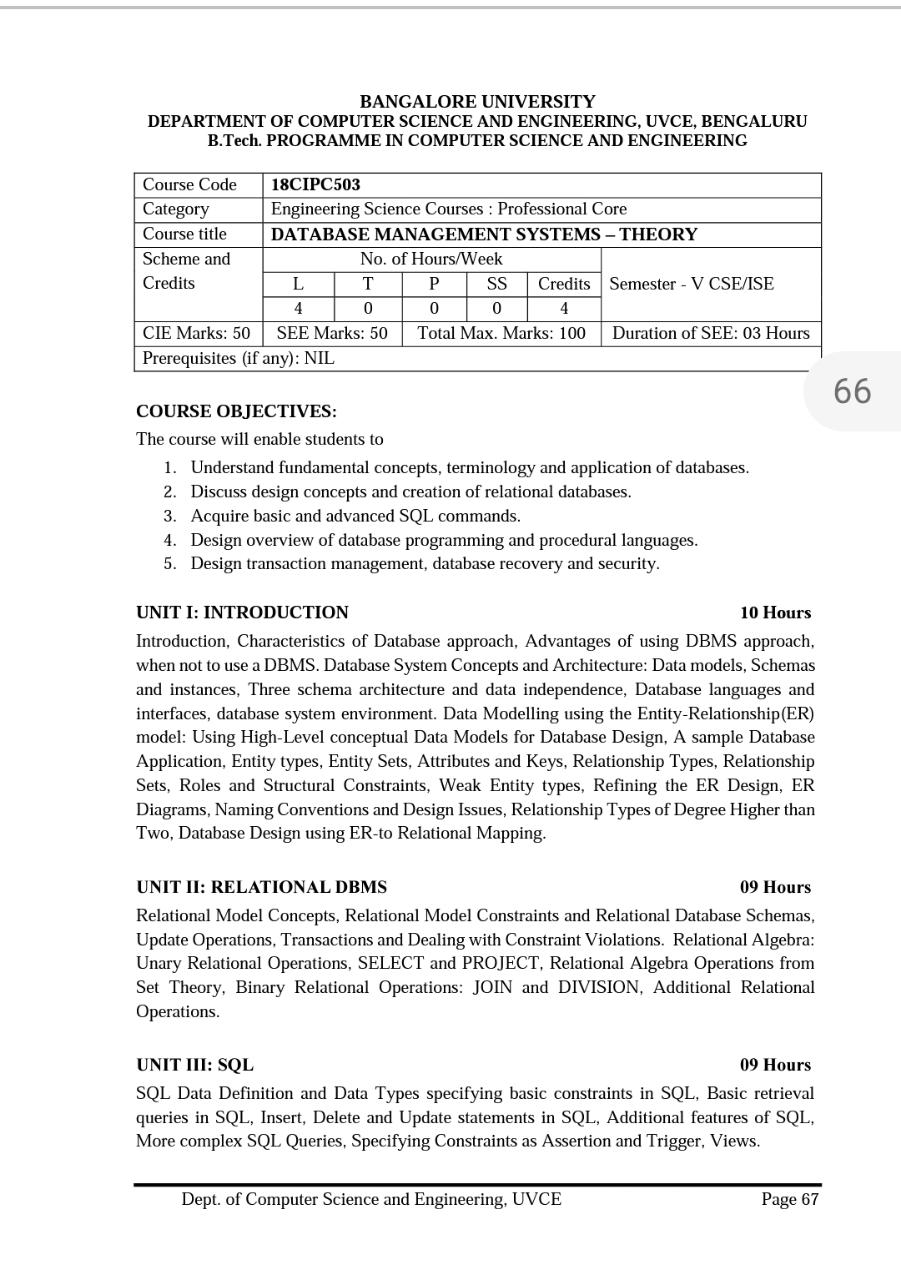 BANGALORE UNIVERSITY
DEPARTMENT OF COMPUTER SCIENCE AND ENGINEERING, UVCE, BENGALURU
B.Tech. PROGRAMME IN COMPUTER SCIENCE AND ENGINEERING
Course Code 18CIPC503
Category Engineering Science Courses : Professional Core
Course title DATABASE MANAGEMENT SYSTEMS – THEORY
Scheme and Credits No. of Hours/Week Semester - V CSE/ISE
L T P SS Credits
4 0 0 0 4
CIE Marks: 50 SEE Marks: 50 Total Max. Marks: 100 Duration of SEE: 03 Hours
Prerequisites (if any): NIL
66
COURSE OBJECTIVES:
The course will enable students to
1. Understand fundamental concepts, terminology and application of databases.
2. Discuss design concepts and creation of relational databases.
3. Acquire basic and advanced SQL commands.
4. Design overview of database programming and procedural languages.
5. Design transaction management, database recovery and security.
UNIT I: INTRODUCTION 10 Hours
Introduction, Characteristics of Database approach, Advantages of using DBMS approach,
when not to use a DBMS. Database System Concepts and Architecture: Data models, Schemas
and instances, Three schema architecture and data independence, Database languages and
interfaces, database system environment. Data Modelling using the Entity-Relationship(ER)
model: Using High-Level conceptual Data Models for Database Design, A sample Database
Application, Entity types, Entity Sets, Attributes and Keys, Relationship Types, Relationship
Sets, Roles and Structural Constraints, Weak Entity types, Refining the ER Design, ER
Diagrams, Naming Conventions and Design Issues, Relationship Types of Degree Higher than
Two, Database Design using ER-to Relational Mapping.
UNIT II: RELATIONAL DBMS 09 Hours
Relational Model Concepts, Relational Model Constraints and Relational Database Schemas,
Update Operations, Transactions and Dealing with Constraint Violations. Relational Algebra:
Unary Relational Operations, SELECT and PROJECT, Relational Algebra Operations from
Set Theory, Binary Relational Operations: JOIN and DIVISION, Additional Relational
Operations.
UNIT III: SQL 09 Hours
SQL Data Definition and Data Types specifying basic constraints in SQL, Basic retrieval
queries in SQL, Insert, Delete and Update statements in SQL, Additional features of SQL,
More complex SQL Queries, Specifying Constraints as Assertion and Trigger, Views.
Dept. of Computer Science and Engineering, UVCE Page 67